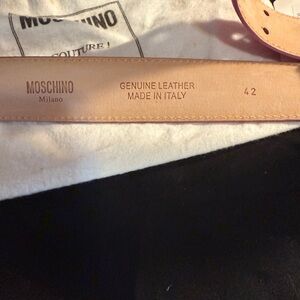 MOSCHINO
COUTURE!
MOSCHINO
Milano
GENUINE LEATHER
MADE IN ITALY
42